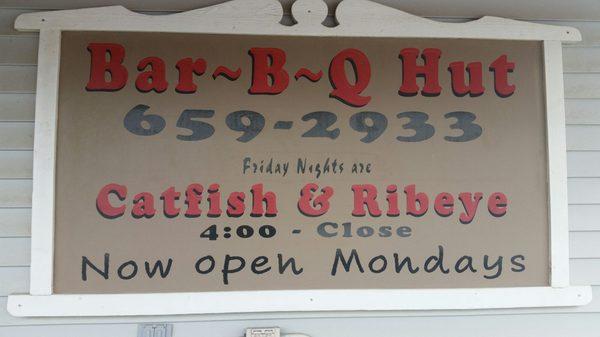 Bar~B~Q Hut
659-2933
Friday Nights are
Catfish & Ribeye
4:00 - Close
Now open Mondays